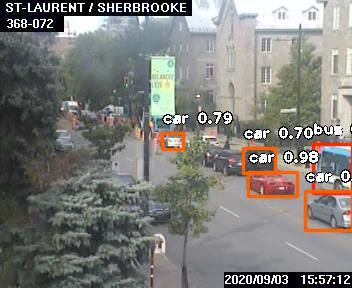 ST-LAURENT / SHERBROOKE
368-072
car 0.79
car 0.70
bus
car 0.98
car 0.
2020/09/03 15:57:12